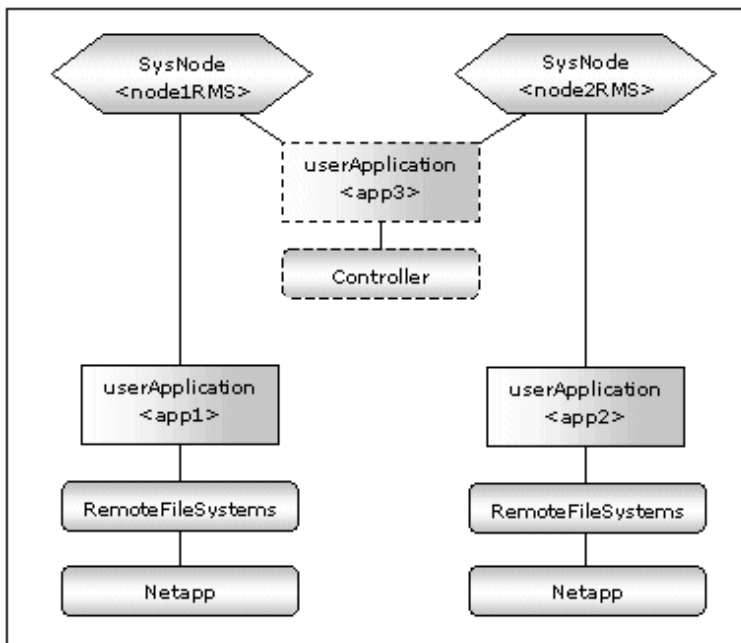 SysNode
<node1RMS>
SysNode
<node2RMS>
userApplication
<app3>
Controller
userApplication
<app1>
userApplication
<app2>
RemoteFileSystems
RemoteFileSystems
Netapp
Netapp